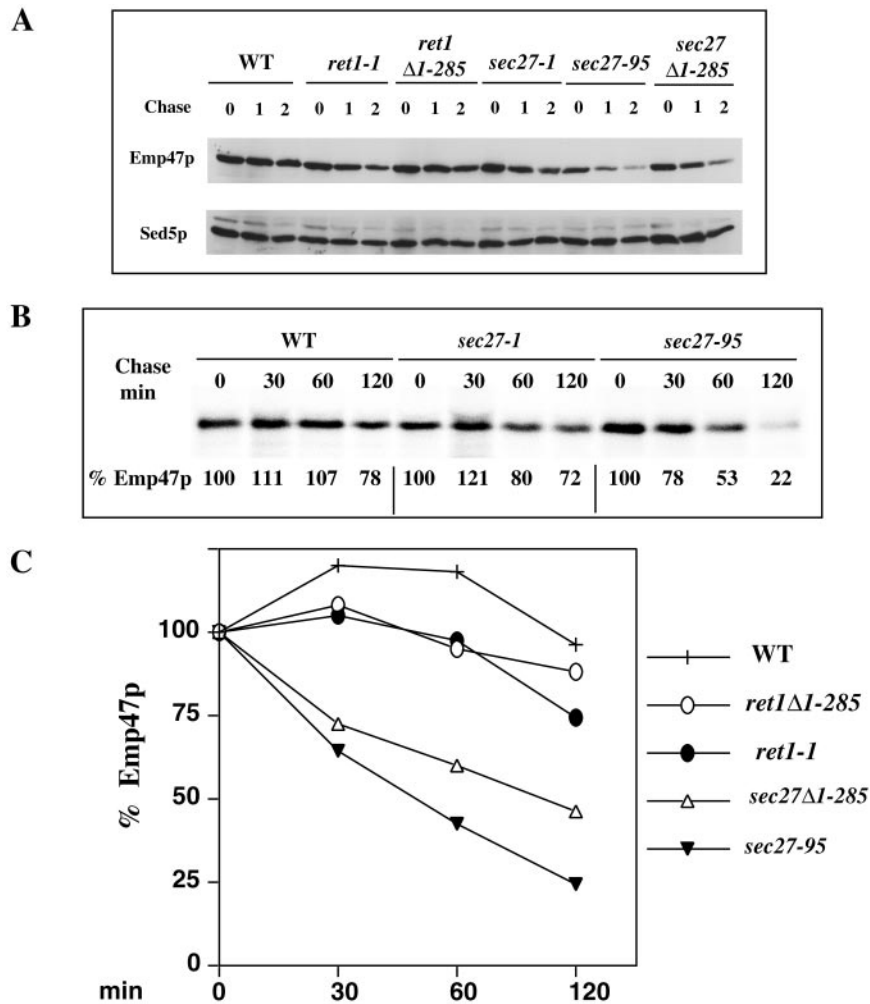 A
WT ret1-1 ret1 Δ1-285 sec27-1 sec27-95 sec27 Δ1-285
Chase 0 1 2 0 1 2 0 1 2 0 1 2 0 1 2 0 1 2
Emp47p
Sed5p
B
WT sec27-1 sec27-95
Chase min 0 30 60 120 0 30 60 120 0 30 60 120
% Emp47p 100 111 107 78 100 121 80 72 100 78 53 22
C
% Emp47p
100
75
50
25
0
min 0 30 60 120
WT
ret1Δ1-285
ret1-1
sec27Δ1-285
sec27-95